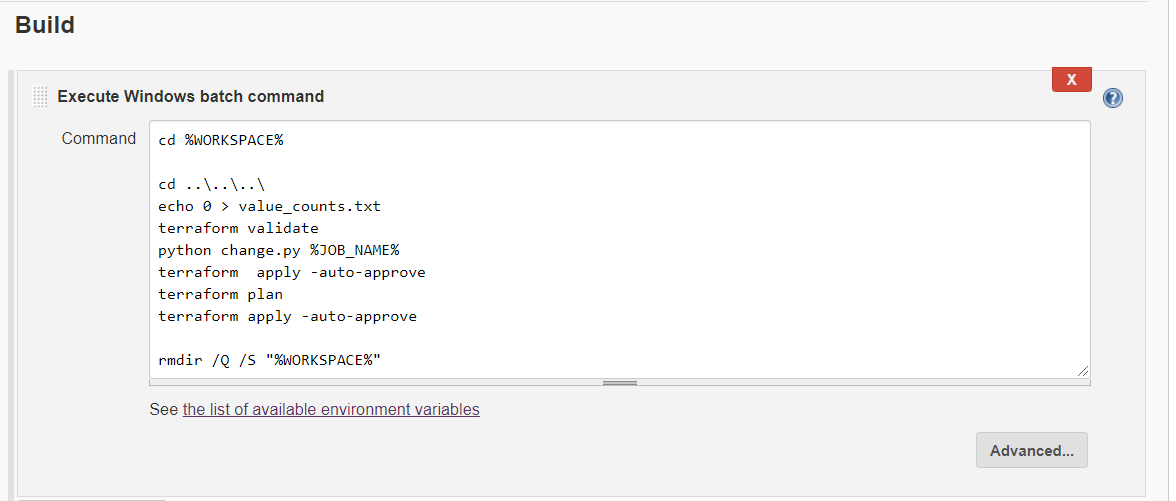 Build
Execute Windows batch command
X
?
Command
cd %WORKSPACE%
cd ..\..\..\
echo 0 > value_counts.txt
terraform validate
python change.py %JOB_NAME%
terraform  apply -auto-approve
terraform plan
terraform apply -auto-approve
rmdir /Q /S "%WORKSPACE%"
See the list of available environment variables
Advanced...